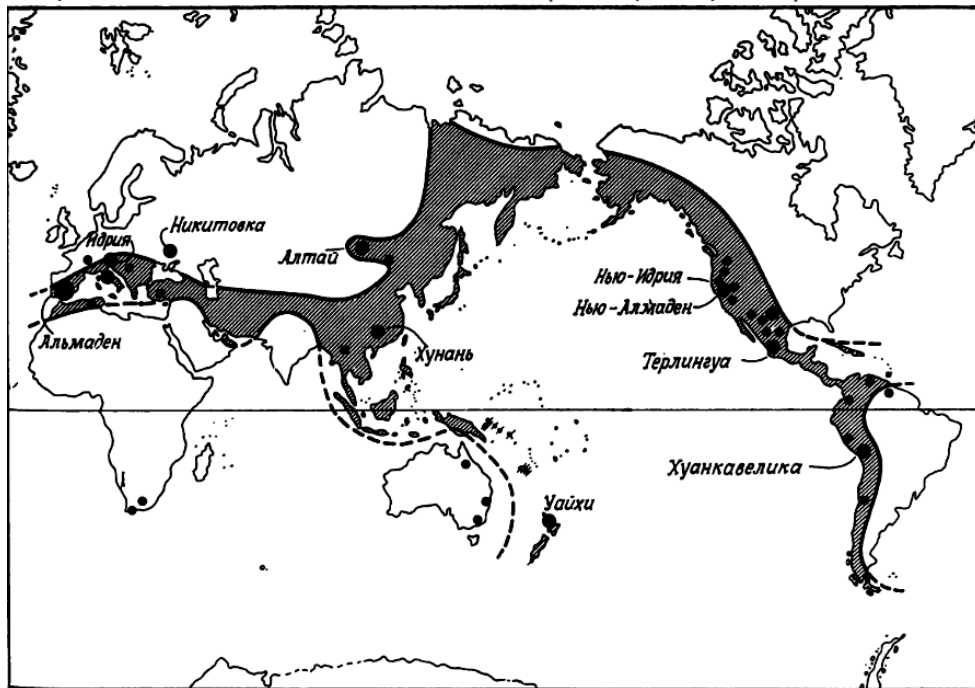 Никитовка
Идрия
Алтай
Альмаден
Хунань
Нью-Идрия
Нью-Алмаден
Терлингуа
Хуанкавелика
Уайхи